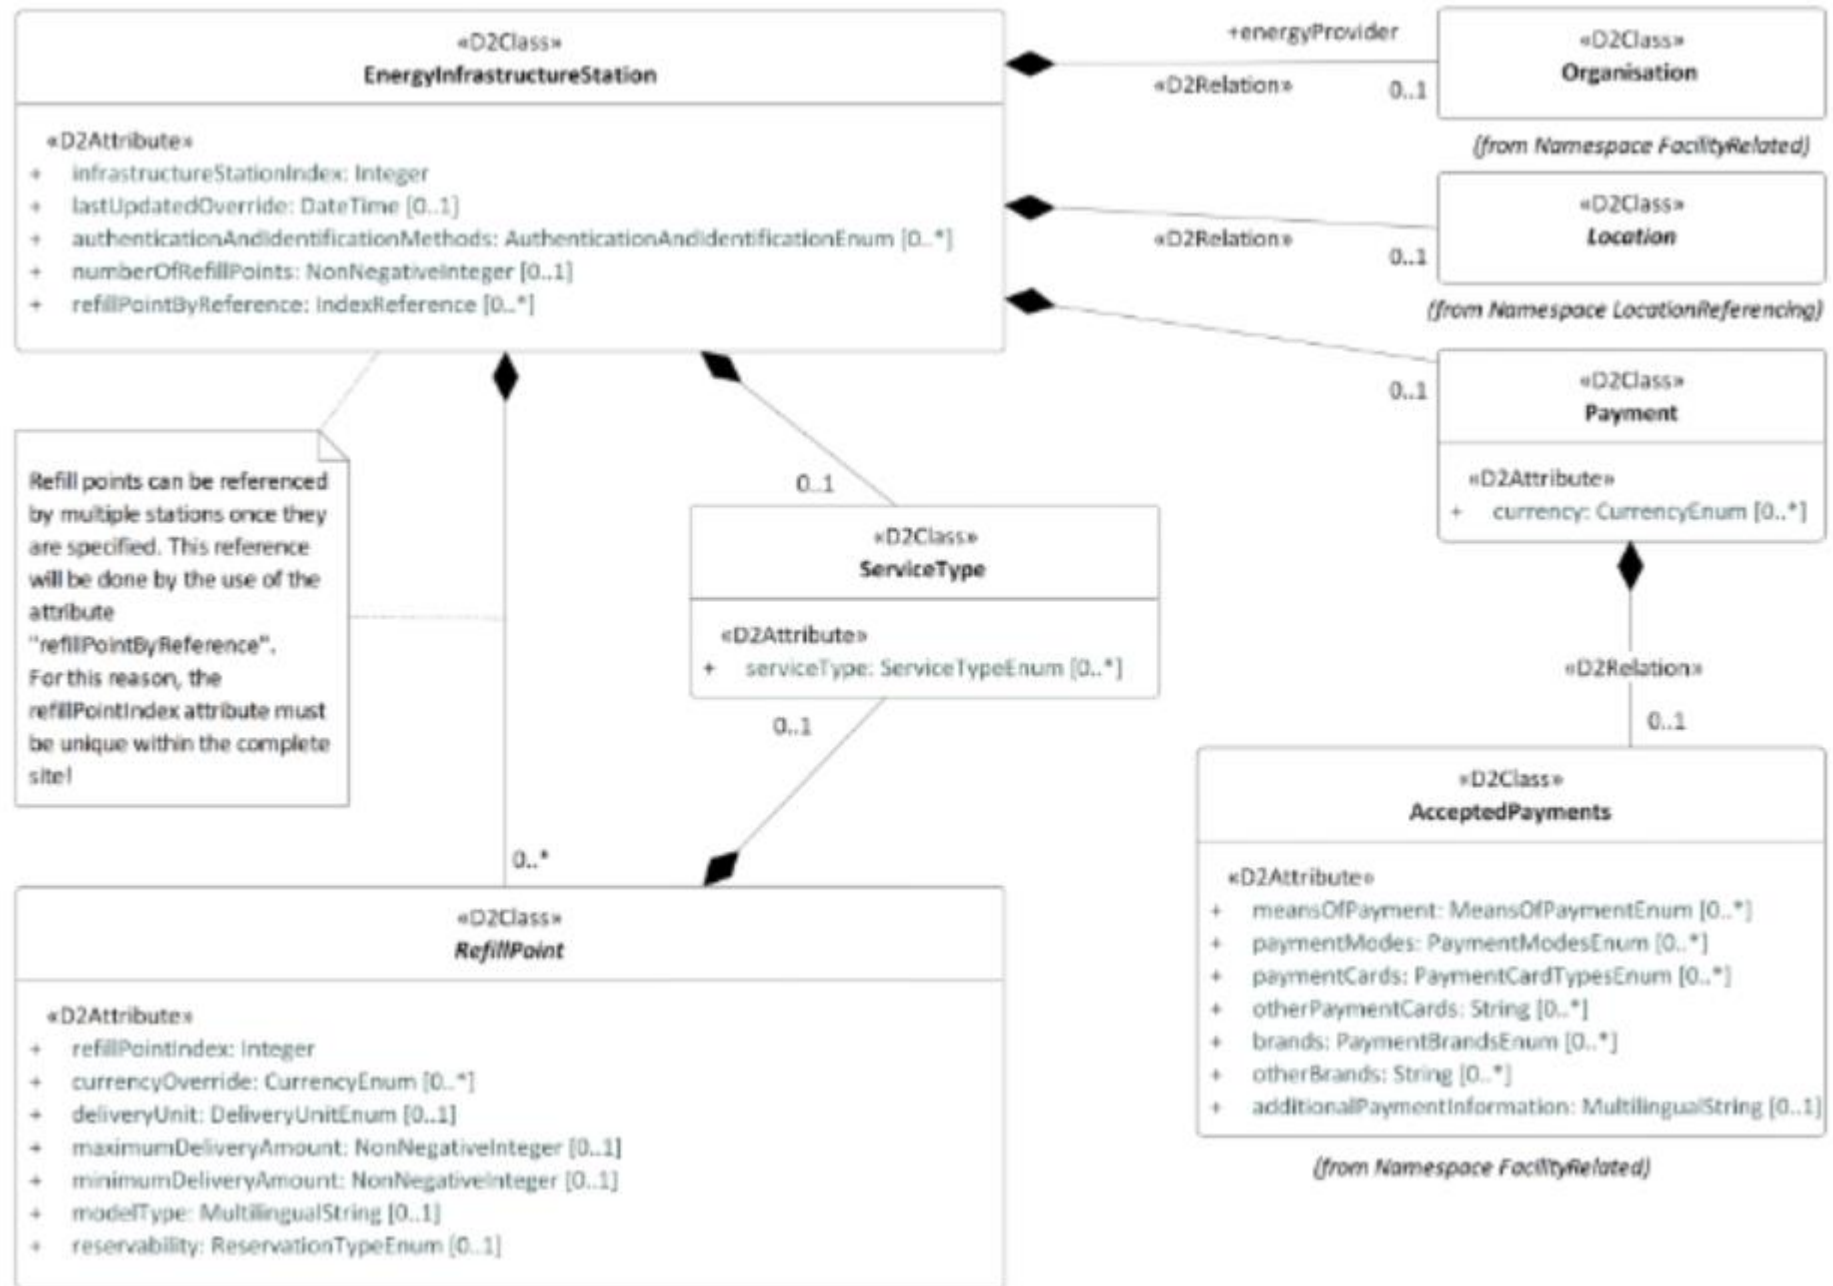 «D2Class»
EnergyInfrastructureStation
«D2Attribute»
+ infrastructureStationIndex: Integer
+ lastUpdatedOverride: DateTime [0..1]
+ authenticationAndIdentificationMethods: AuthenticationAndIdentificationEnum [0..*]
+ numberOfRefillPoints: NonNegativeInteger [0..1]
+ refillPointByReference: IndexReference [0..*]
+energyProvider
«D2Relation»
0..1
«D2Class»
Organisation
(from Namespace FacilityRelated)
«D2Relation»
0..1
«D2Class»
Location
(from Namespace LocationReferencing)
0..1
«D2Class»
Payment
«D2Attribute»
+ currency: CurrencyEnum [0..*]
Refill points can be referenced
by multiple stations once they
are specified. This reference
will be done by the use of the
attribute
"refillPointByReference".
For this reason, the
refillPointIndex attribute must
be unique within the complete
site!
0..1
«D2Class»
ServiceType
«D2Attribute»
+ serviceType: ServiceTypeEnum [0..*]
0..1
«D2Relation»
0..1
0..*
«D2Class»
AcceptedPayments
«D2Attribute»
+ meansOfPayment: MeansOfPaymentEnum [0..*]
+ paymentModes: PaymentModesEnum [0..*]
+ paymentCards: PaymentCardTypesEnum [0..*]
+ otherPaymentCards: String [0..*]
+ brands: PaymentBrandsEnum [0..*]
+ otherBrands: String [0..*]
+ additionalPaymentInformation: MultilingualString [0..1]
(from Namespace FacilityRelated)
«D2Class»
RefillPoint
«D2Attribute»
+ refillPointIndex: Integer
+ currencyOverride: CurrencyEnum [0..*]
+ deliveryUnit: DeliveryUnitEnum [0..1]
+ maximumDeliveryAmount: NonNegativeInteger [0..1]
+ minimumDeliveryAmount: NonNegativeInteger [0..1]
+ modelType: MultilingualString [0..1]
+ reservability: ReservationTypeEnum [0..1]